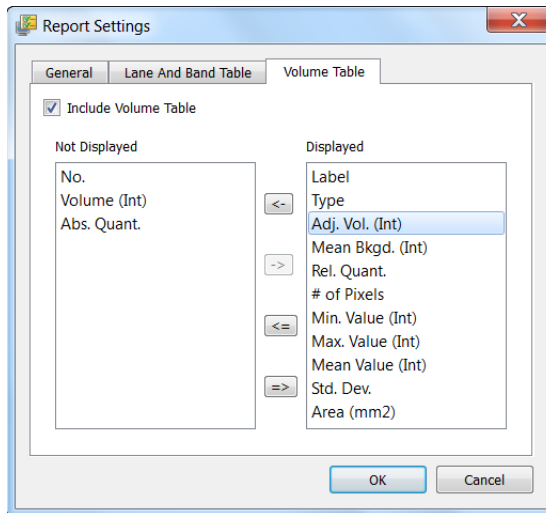 Report Settings
X
General
Lane And Band Table
Volume Table
Include Volume Table
Not Displayed
No.
Volume (Int)
Abs. Quant.
<-
->
<=
=>
Displayed
Label
Type
Adj. Vol. (Int)
Mean Bkgd. (Int)
Rel. Quant.
# of Pixels
Min. Value (Int)
Max. Value (Int)
Mean Value (Int)
Std. Dev.
Area (mm2)
OK
Cancel